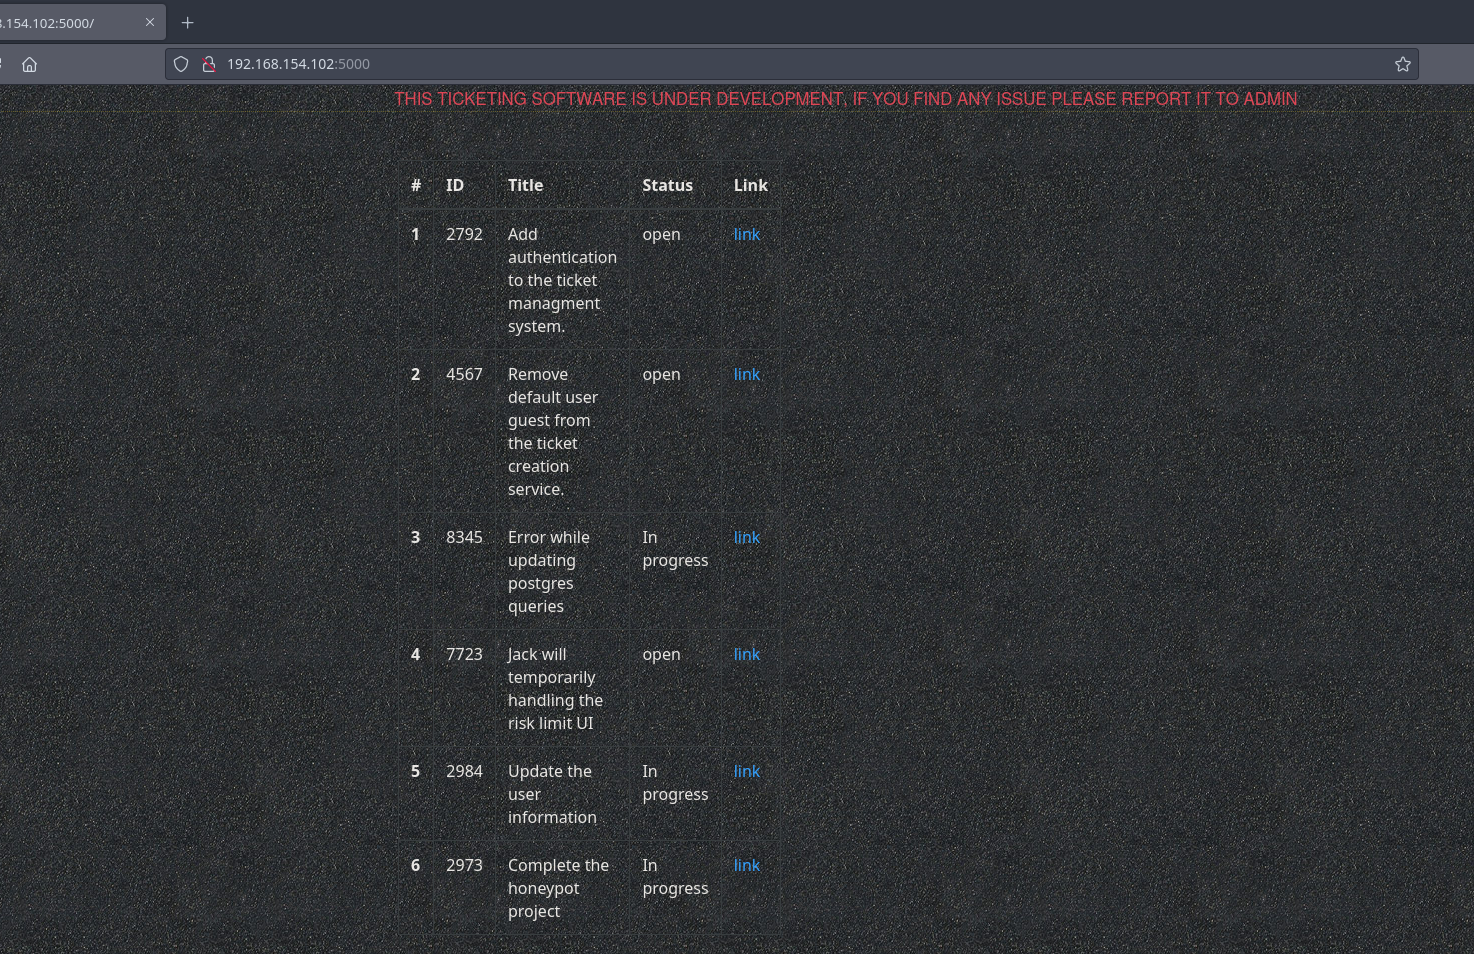 8.154.102:5000/
192.168.154.102:5000
THIS TICKETING SOFTWARE IS UNDER DEVELOPMENT, IF YOU FIND ANY ISSUE PLEASE REPORT IT TO ADMIN
# ID Title Status Link
1 2792 Add open link
authentication
to the ticket
managment
system.
2 4567 Remove open link
default user
guest from
the ticket
creation
service.
3 8345 Error while In link
updating progress
postgres
queries
4 7723 Jack will open link
temporarily
handling the
risk limit UI
5 2984 Update the In link
user progress
information
6 2973 Complete the In link
honeypot progress
project